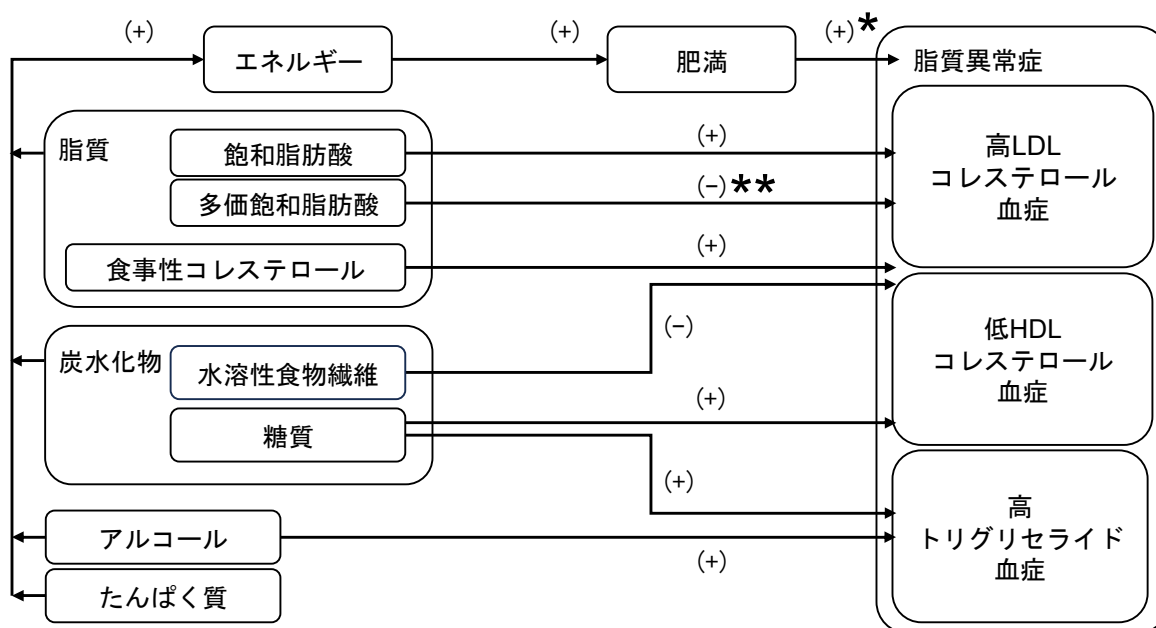 (+)
(+)
(+)*
エネルギー
肥満
脂質異常症
脂質
飽和脂肪酸
(+)
高LDL
コレステロール
血症
多価飽和脂肪酸
(−)**
食事性コレステロール
(+)
炭水化物
水溶性食物繊維
(−)
低HDL
コレステロール
血症
糖質
(+)
(+)
高
トリグリセライド
血症
アルコール
(+)
たんぱく質